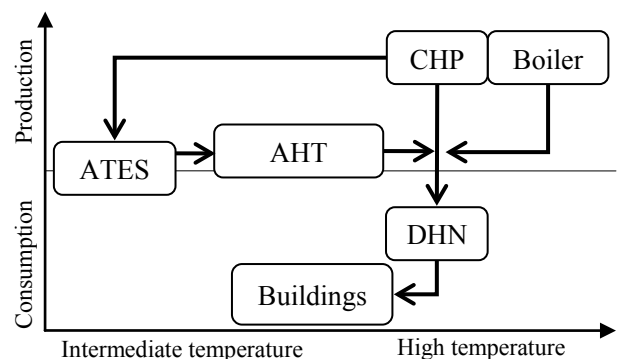 Production
CHP
Boiler
ATES
AHT
Consumption
DHN
Buildings
Intermediate temperature
High temperature